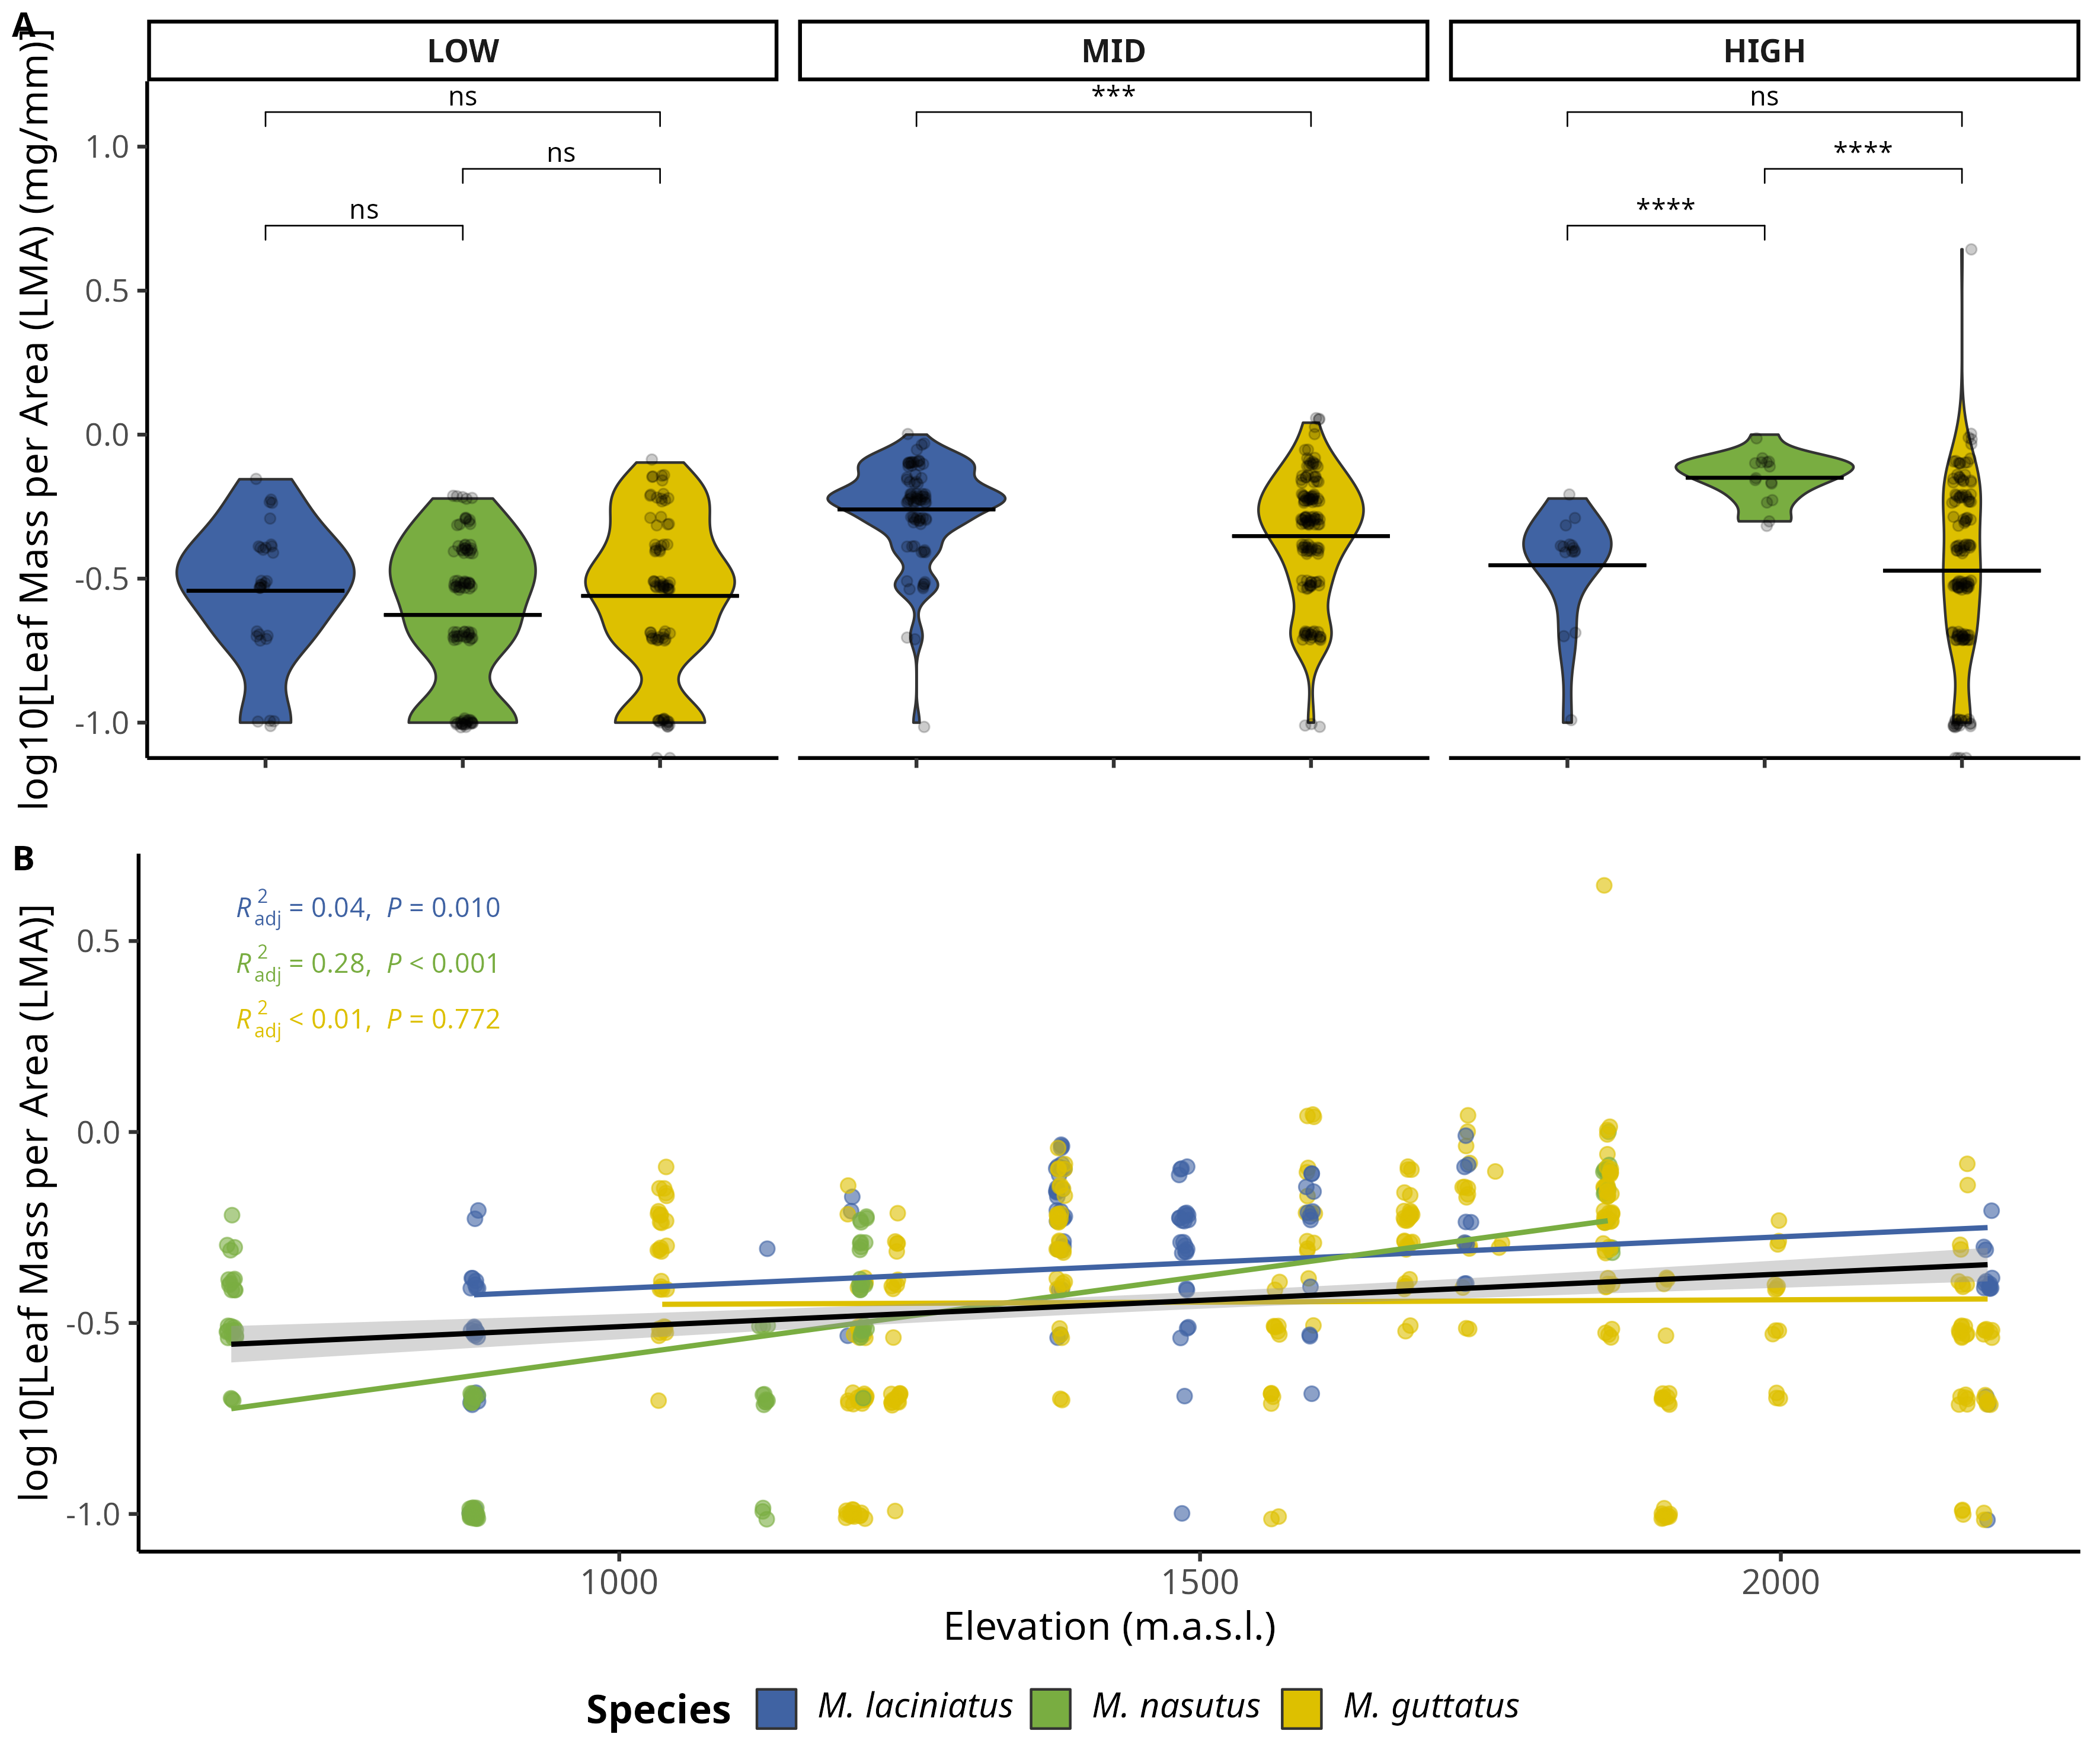 A
log10[Leaf Mass per Area (LMA) (mg/mm)]
LOW
MID
HIGH
ns
***
ns
ns
****
ns
****
1.0
0.5
0.0
-0.5
-1.0
B
log10[Leaf Mass per Area (LMA)]
R²adj = 0.04, P = 0.010
R²adj = 0.28, P < 0.001
R²adj < 0.01, P = 0.772
0.5
0.0
-0.5
-1.0
1000
1500
2000
Elevation (m.a.s.l.)
Species M. laciniatus M. nasutus M. guttatus